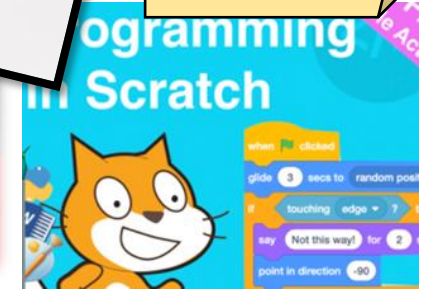 ogramming
in Scratch
when clicked
glide 3 secs to random
if touching edge ?
say Not this way! for 2
point in direction -90